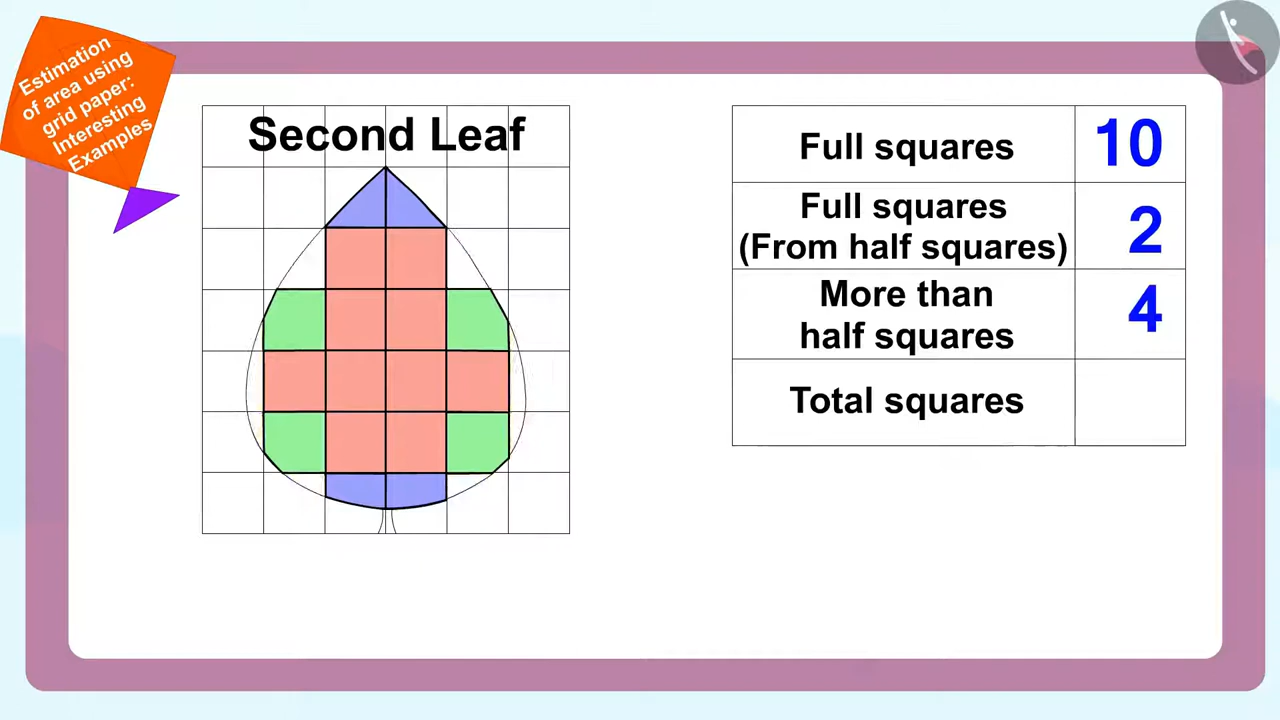 Estimation
of area using
grid paper:
Interesting
Examples
Second Leaf
Full squares 10
Full squares
(From half squares) 2
More than
half squares 4
Total squares